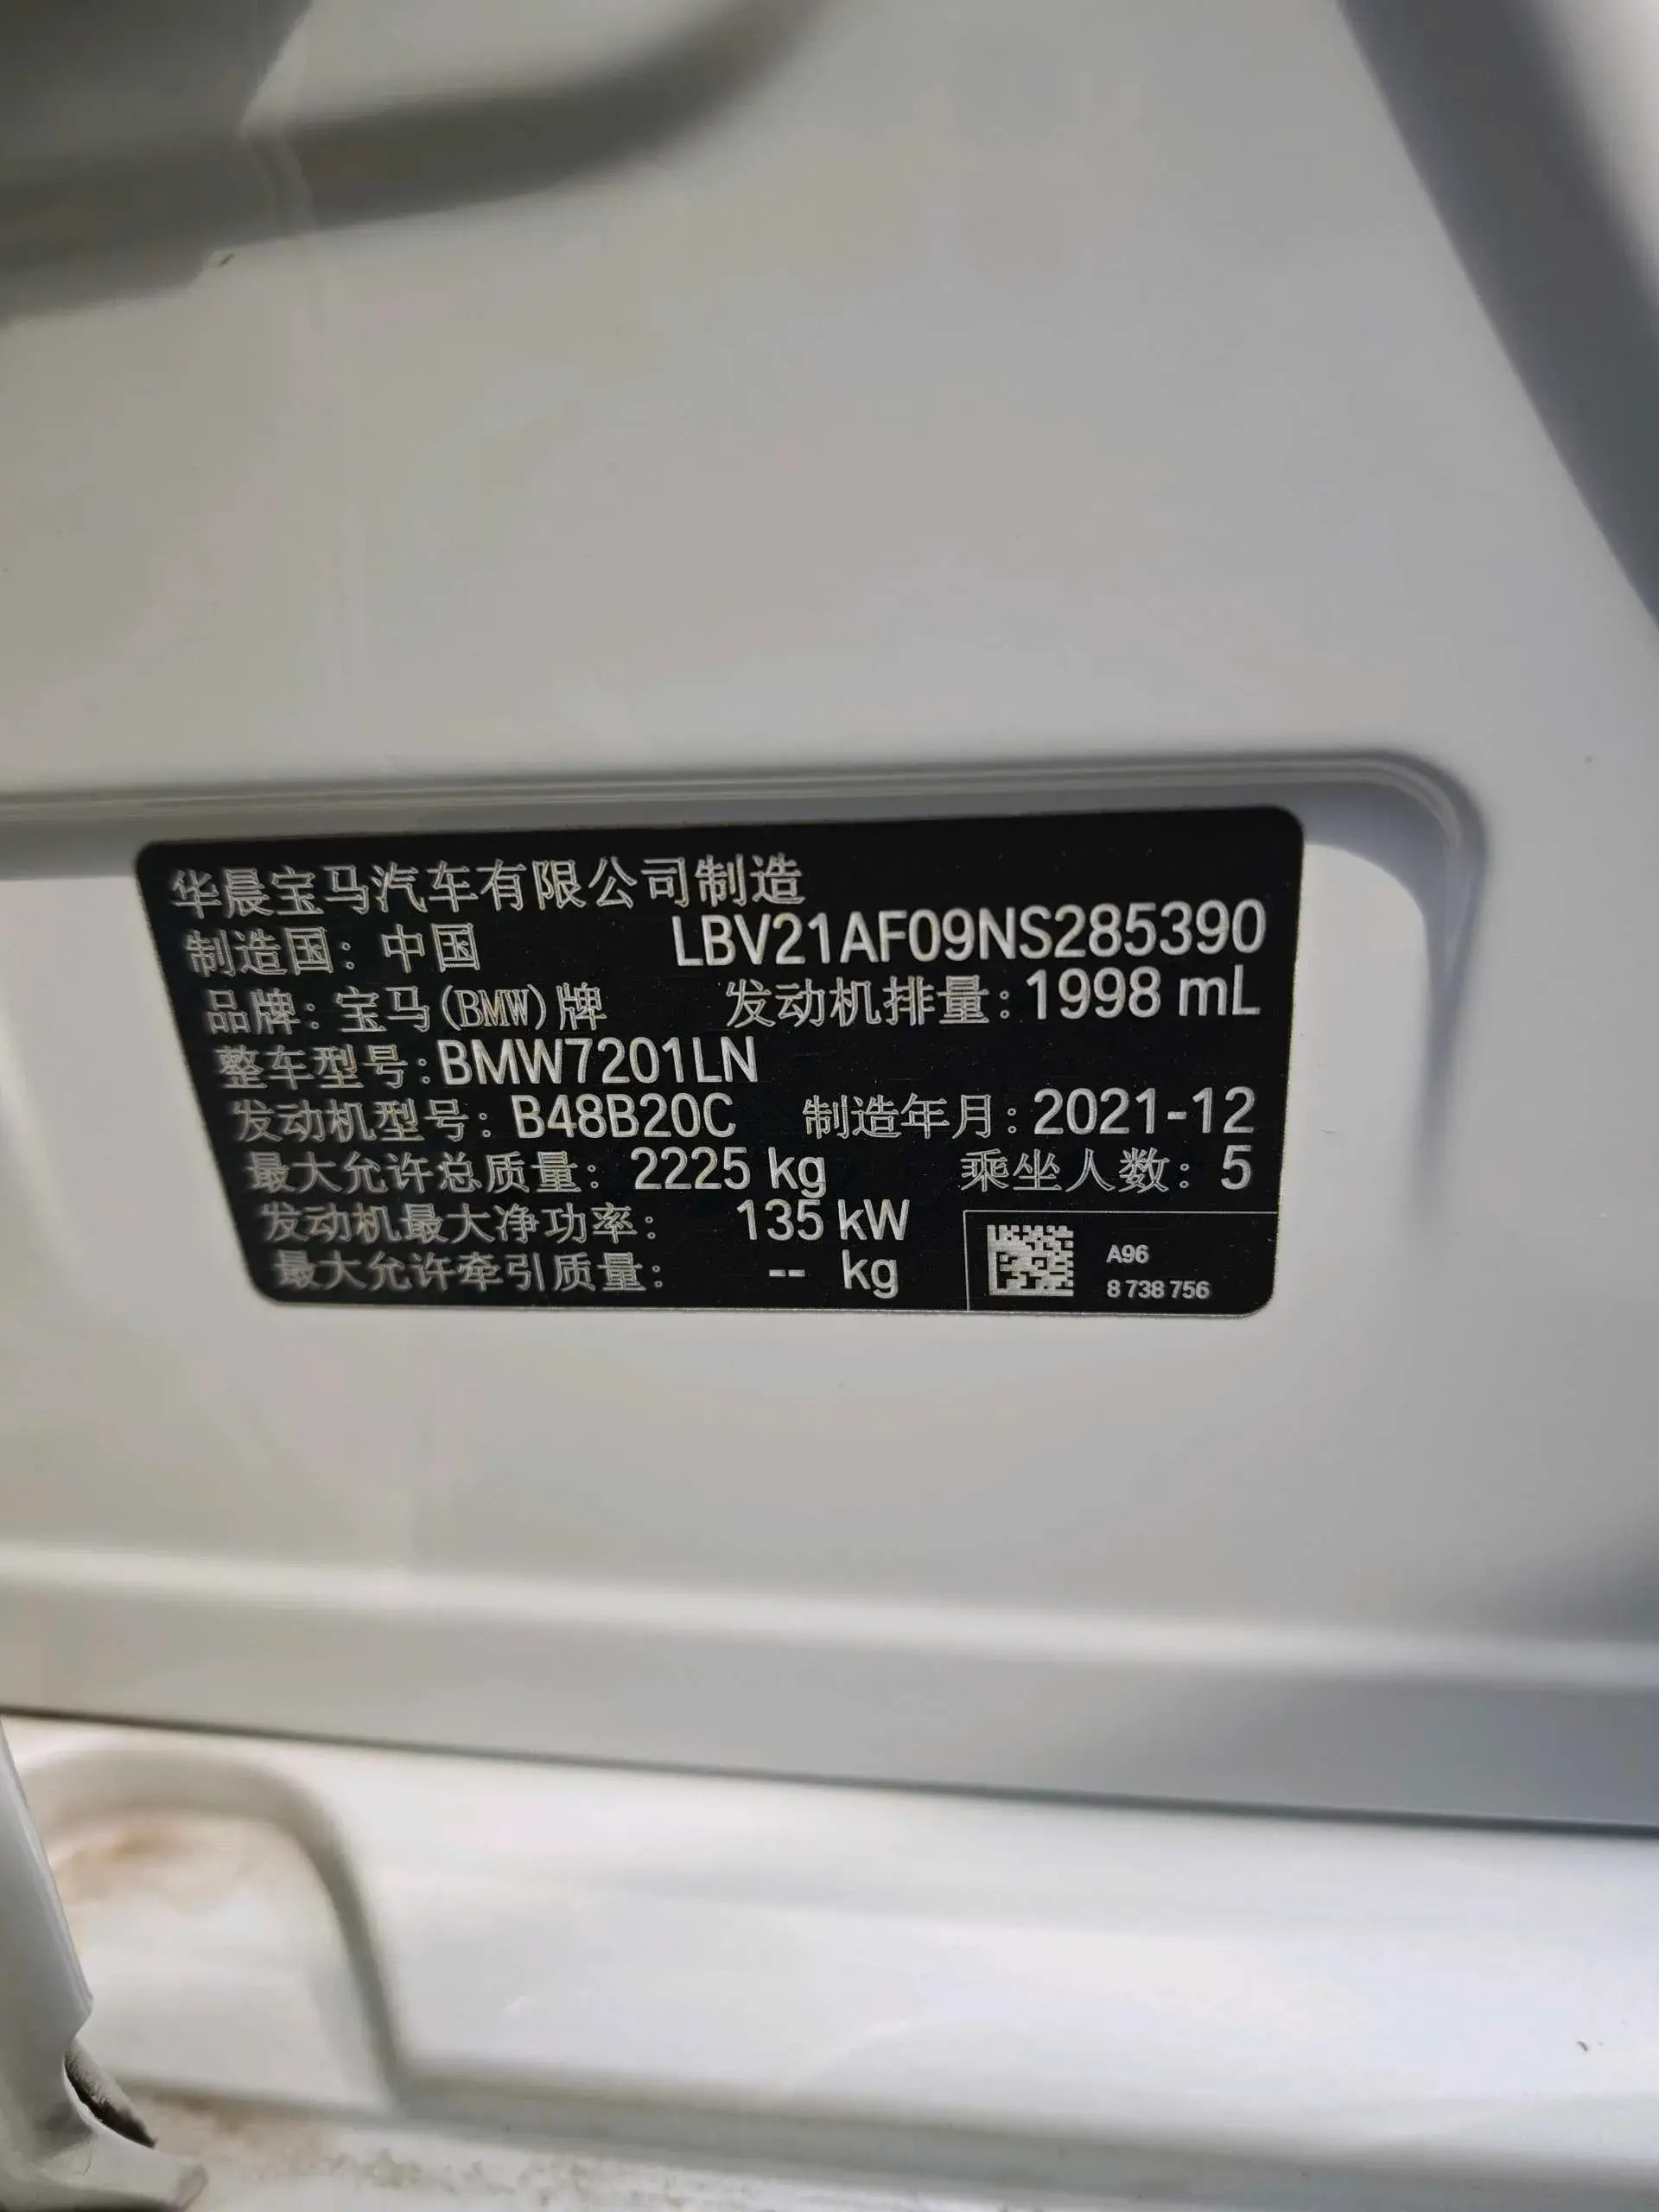 华晨宝马汽车有限公司制造
制造国：中国 LBV21AF09NS285390
品牌：宝马(BMW)牌 发动机排量：1998 mL
整车型号：BMW7201LN
发动机型号：B48B20C 制造年月：2021-12
最大允许总质量：2225 kg 乘坐人数：5
发动机最大净功率：135 kW
最大允许牵引质量：-- kg
A96
8 738 756